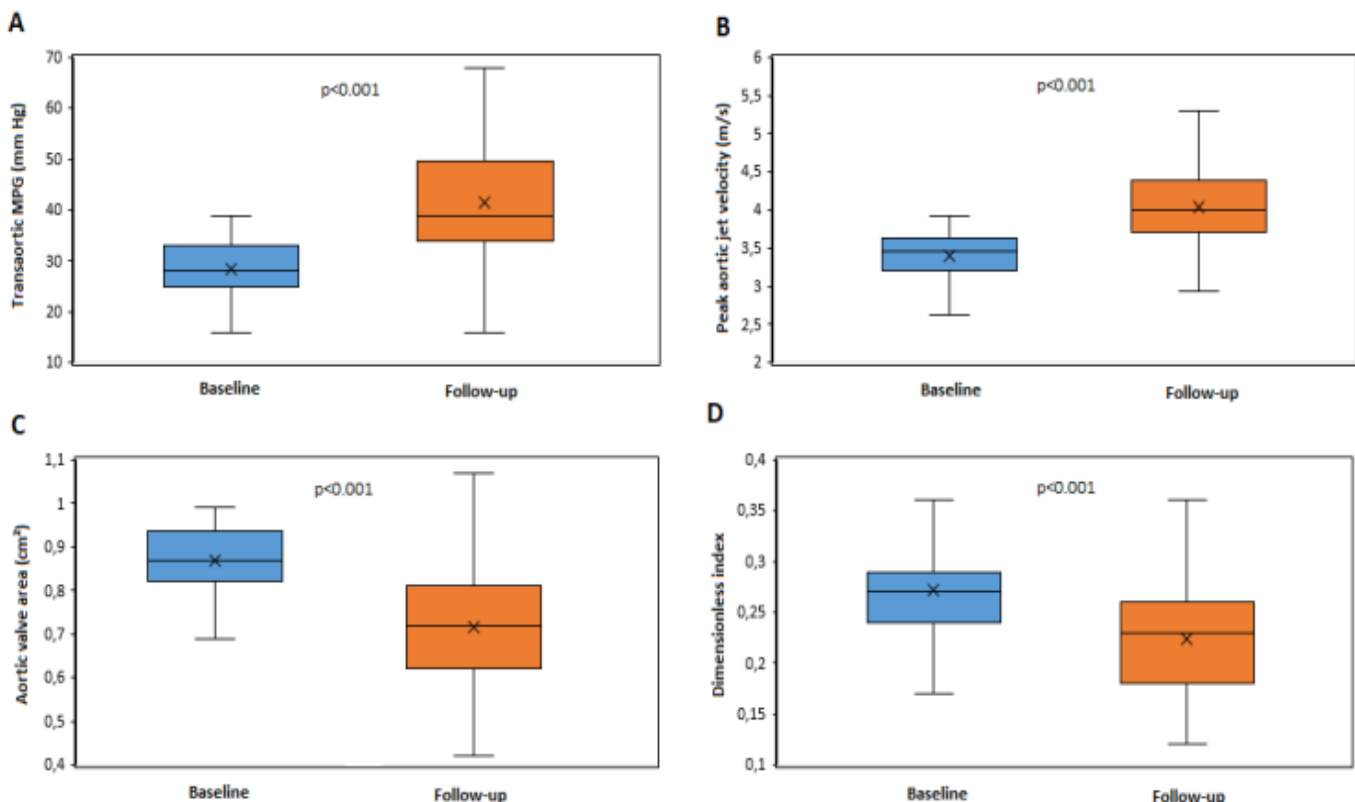 A
Transaortic MPG (mm Hg)
70
60
50
40
30
20
10
p<0.001
Baseline
Follow-up
B
Peak aortic jet velocity (m/s)
6
5,5
5
4,5
4
3,5
3
2,5
2
p<0.001
Baseline
Follow-up
C
Aortic valve area (cm²)
1,1
1
0,9
0,8
0,7
0,6
0,5
0,4
p<0.001
Baseline
Follow-up
D
Dimensionless index
0,4
0,35
0,3
0,25
0,2
0,15
0,1
p<0.001
Baseline
Follow-up